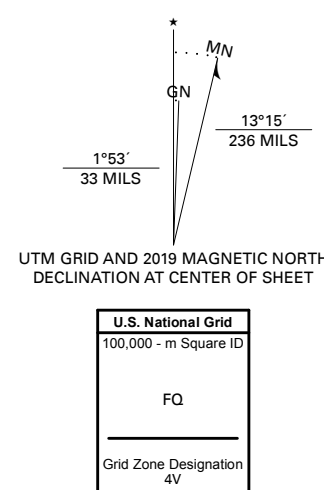 ★
MN
GN
13°15´
236 MILS
1°53´
33 MILS
UTM GRID AND 2019 MAGNETIC NORTH
DECLINATION AT CENTER OF SHEET
U.S. National Grid
100,000 - m Square ID
FQ
Grid Zone Designation
4V